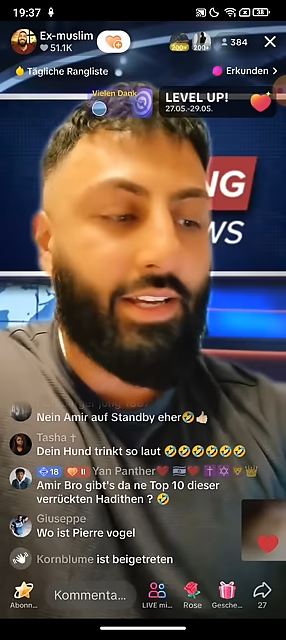 19:37
38
Ex-muslim
51.1K
200+
200+
384
Tägliche Rangliste
Erkunden
Vielen Dank
LEVEL UP!
27.05.-29.05.
NG
WS
Nein Amir auf Standby eher🤣👍🏻
Tasha ✝
Dein Hund trinkt so laut 🤣🤣🤣🤣🤣🤣
18 Yan Panther
Amir Bro gibt's da ne Top 10 dieser
verrückten Hadithen ? 🤣
Giuseppe
Wo ist Pierre vogel
Kornblume ist beigetreten
Abonn...
Kommenta...
LIVE mi...
Rose
Gesche...
27